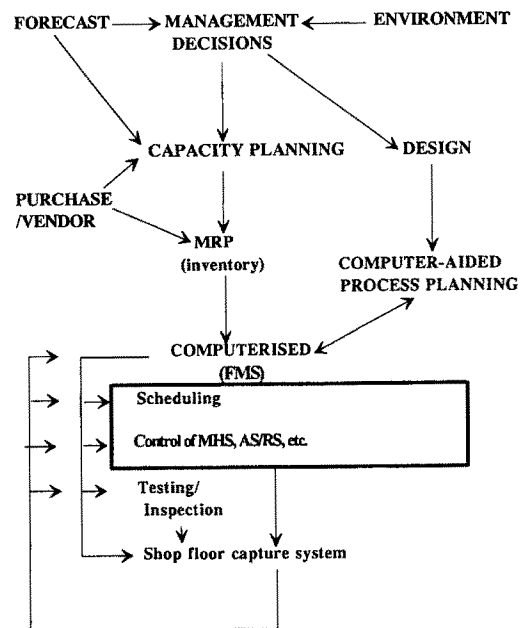 FORECAST
MANAGEMENT
DECISIONS
ENVIRONMENT
CAPACITY PLANNING
DESIGN
PURCHASE
/VENDOR
MRP
(inventory)
COMPUTER-AIDED
PROCESS PLANNING
COMPUTERISED
(FMS)
Scheduling
Control of MHS, AS/RS, etc.
Testing/
Inspection
Shop floor capture system